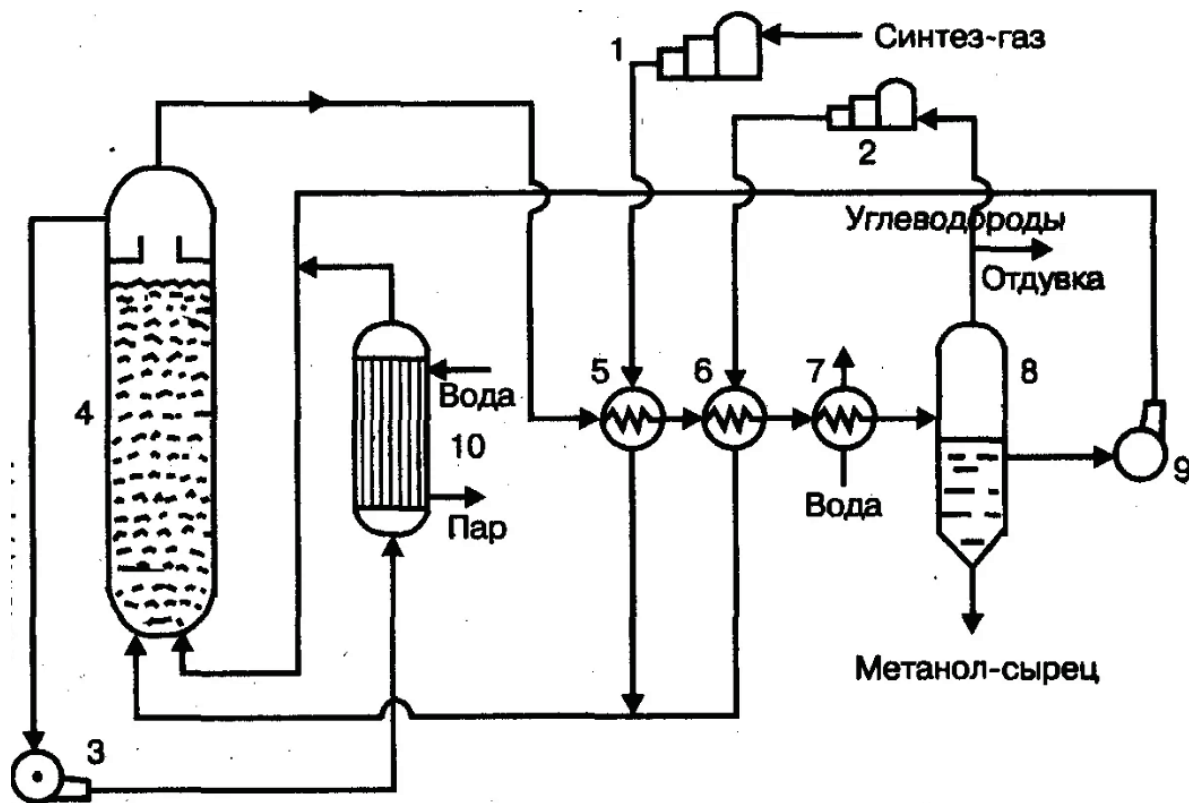 1
Синтез-газ
2
Углеводороды
Отдувка
4
Вода
10
Пар
5
6
7
8
Вода
9
Метанол-сырец
3